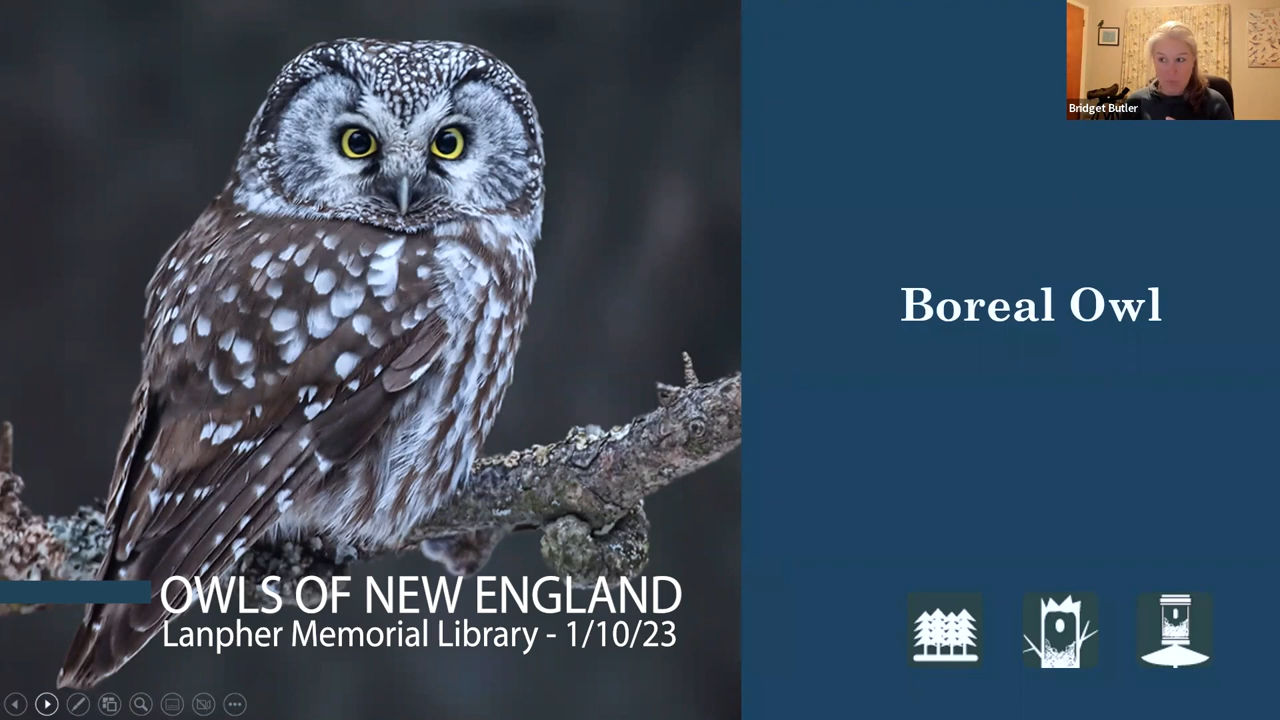 Bridget Butler
Boreal Owl
OWLS OF NEW ENGLAND
Lanpher Memorial Library - 1/10/23